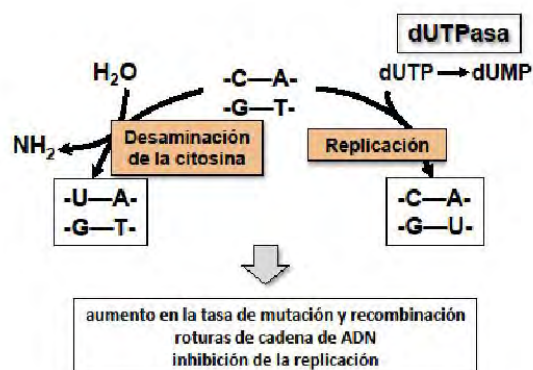 dUTPasa
H2O
-C—A-
-G—T-
dUTP → dUMP
NH2
Desaminación
de la citosina
Replicación
-U—A-
-G—T-
-C—A-
-G—U-
aumento en la tasa de mutación y recombinación
roturas de cadena de ADN
inhibición de la replicación